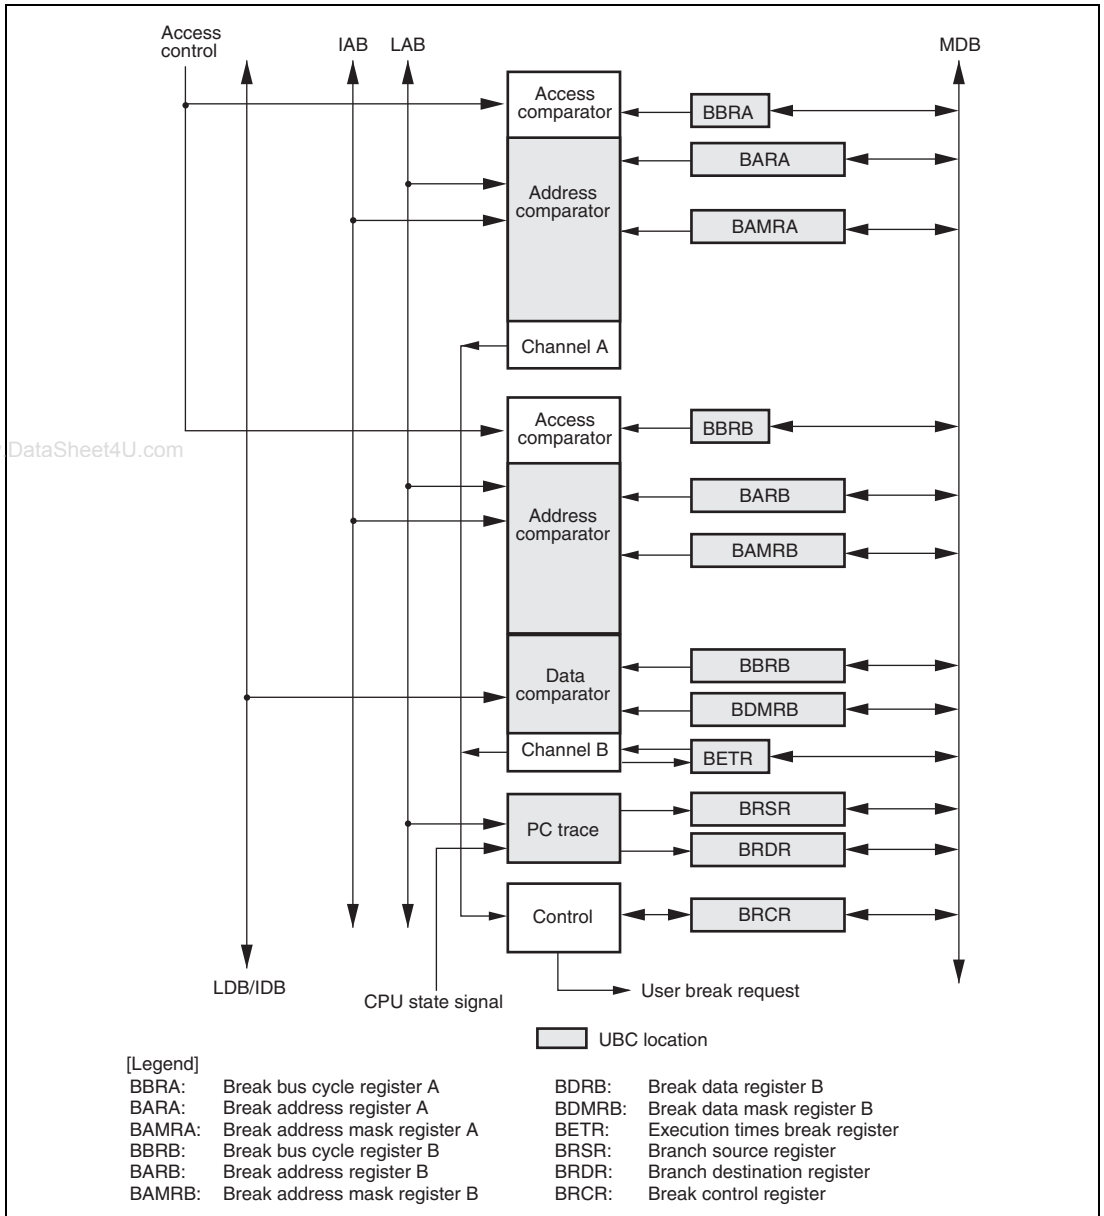 Access
control
IAB
LAB
MDB
Access
comparator
BBRA
BARA
Address
comparator
BAMRA
Channel A
Access
comparator
BBRB
DataSheet4U.com
BARB
Address
comparator
BAMRB
BBRB
Data
comparator
BDMRB
Channel B
BETR
BRSR
PC trace
BRDR
Control
BRCR
LDB/IDB
CPU state signal
User break request
UBC location
[Legend]
BBRA: Break bus cycle register A
BARA: Break address register A
BAMRA: Break address mask register A
BBRB: Break bus cycle register B
BARB: Break address register B
BAMRB: Break address mask register B
BDRB: Break data register B
BDMRB: Break data mask register B
BETR: Execution times break register
BRSR: Branch source register
BRDR: Branch destination register
BRCR: Break control register